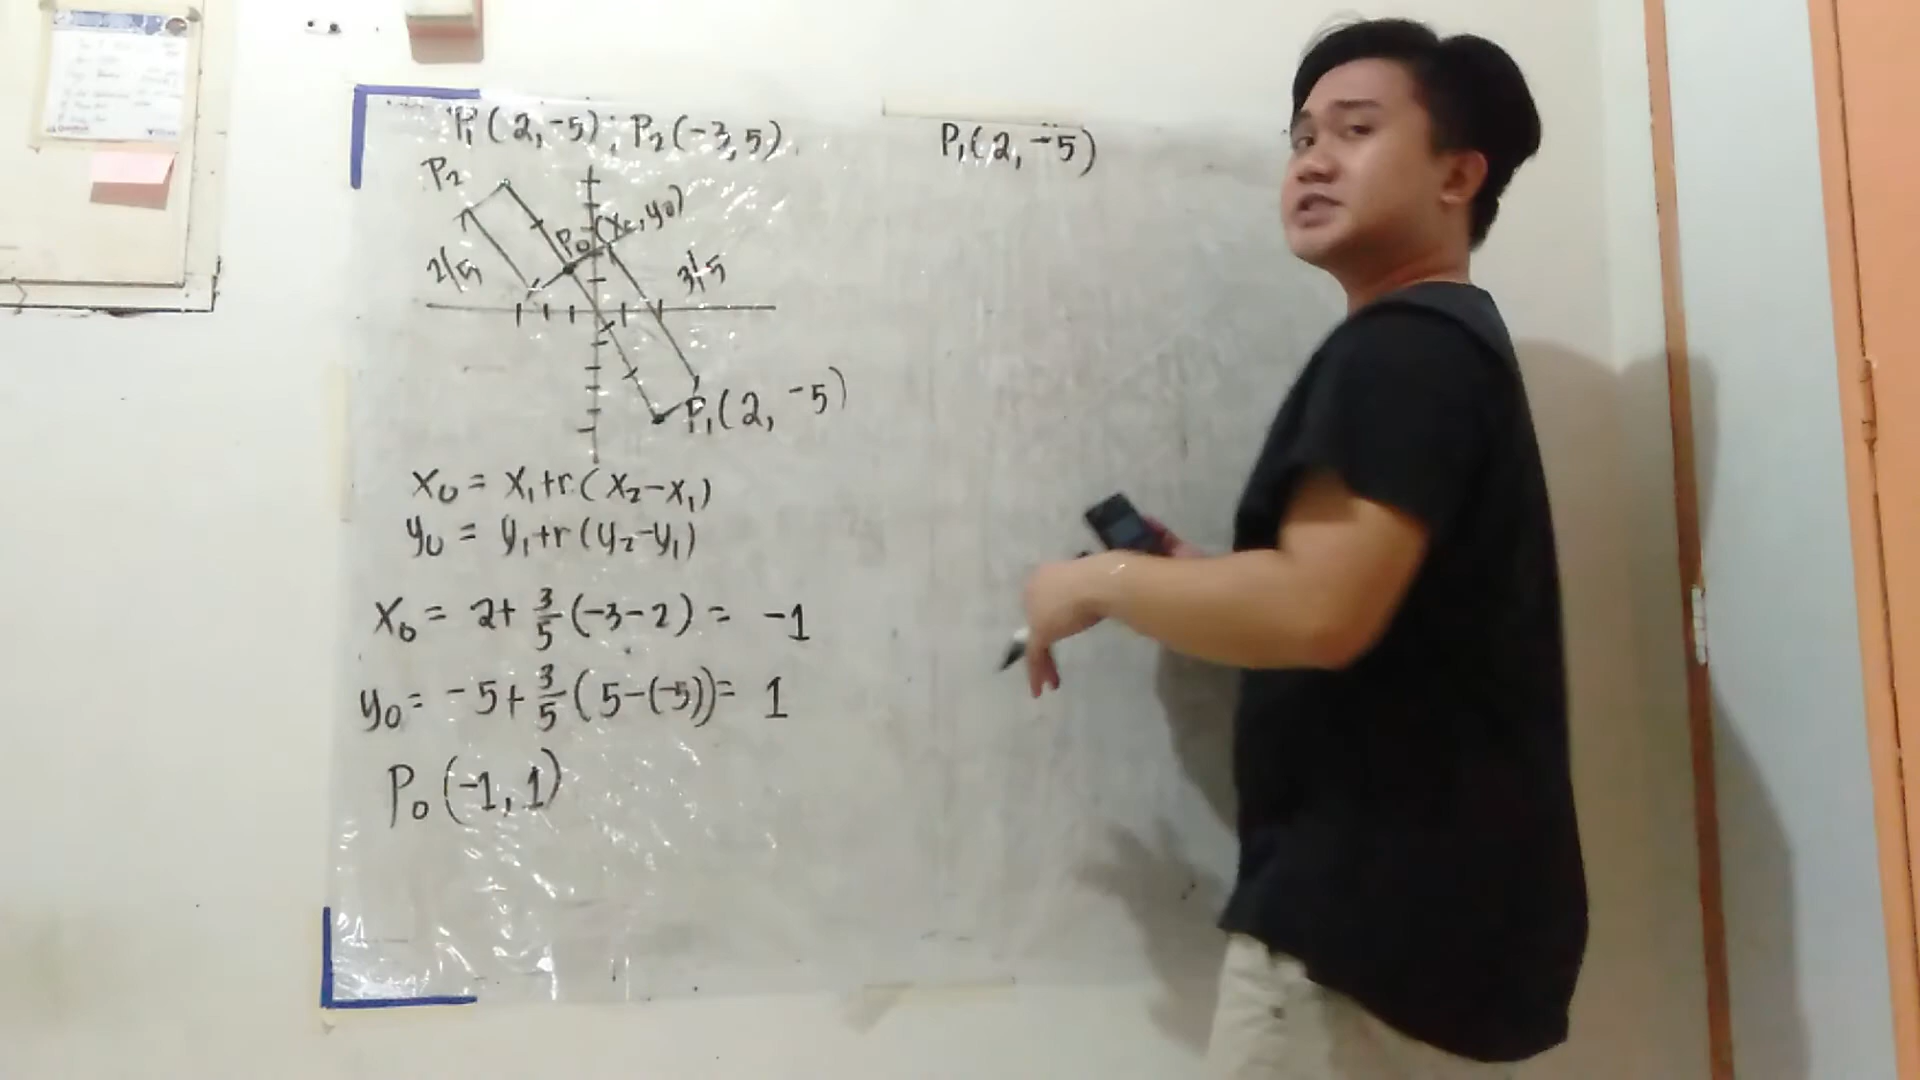 P₁(2,-5); P₂(-3,5)
P₂
P₀(x₀,y₀)
2/5
3/5
P₁(2,-5)
x₀ = x₁+r(x₂-x₁)
y₀ = y₁+r(y₂-y₁)
x₀ = 2+ 3/5 (-3-2) = -1
y₀ = -5+ 3/5 (5-(-5)) = 1
P₀(-1,1)
P₁(2,-5)